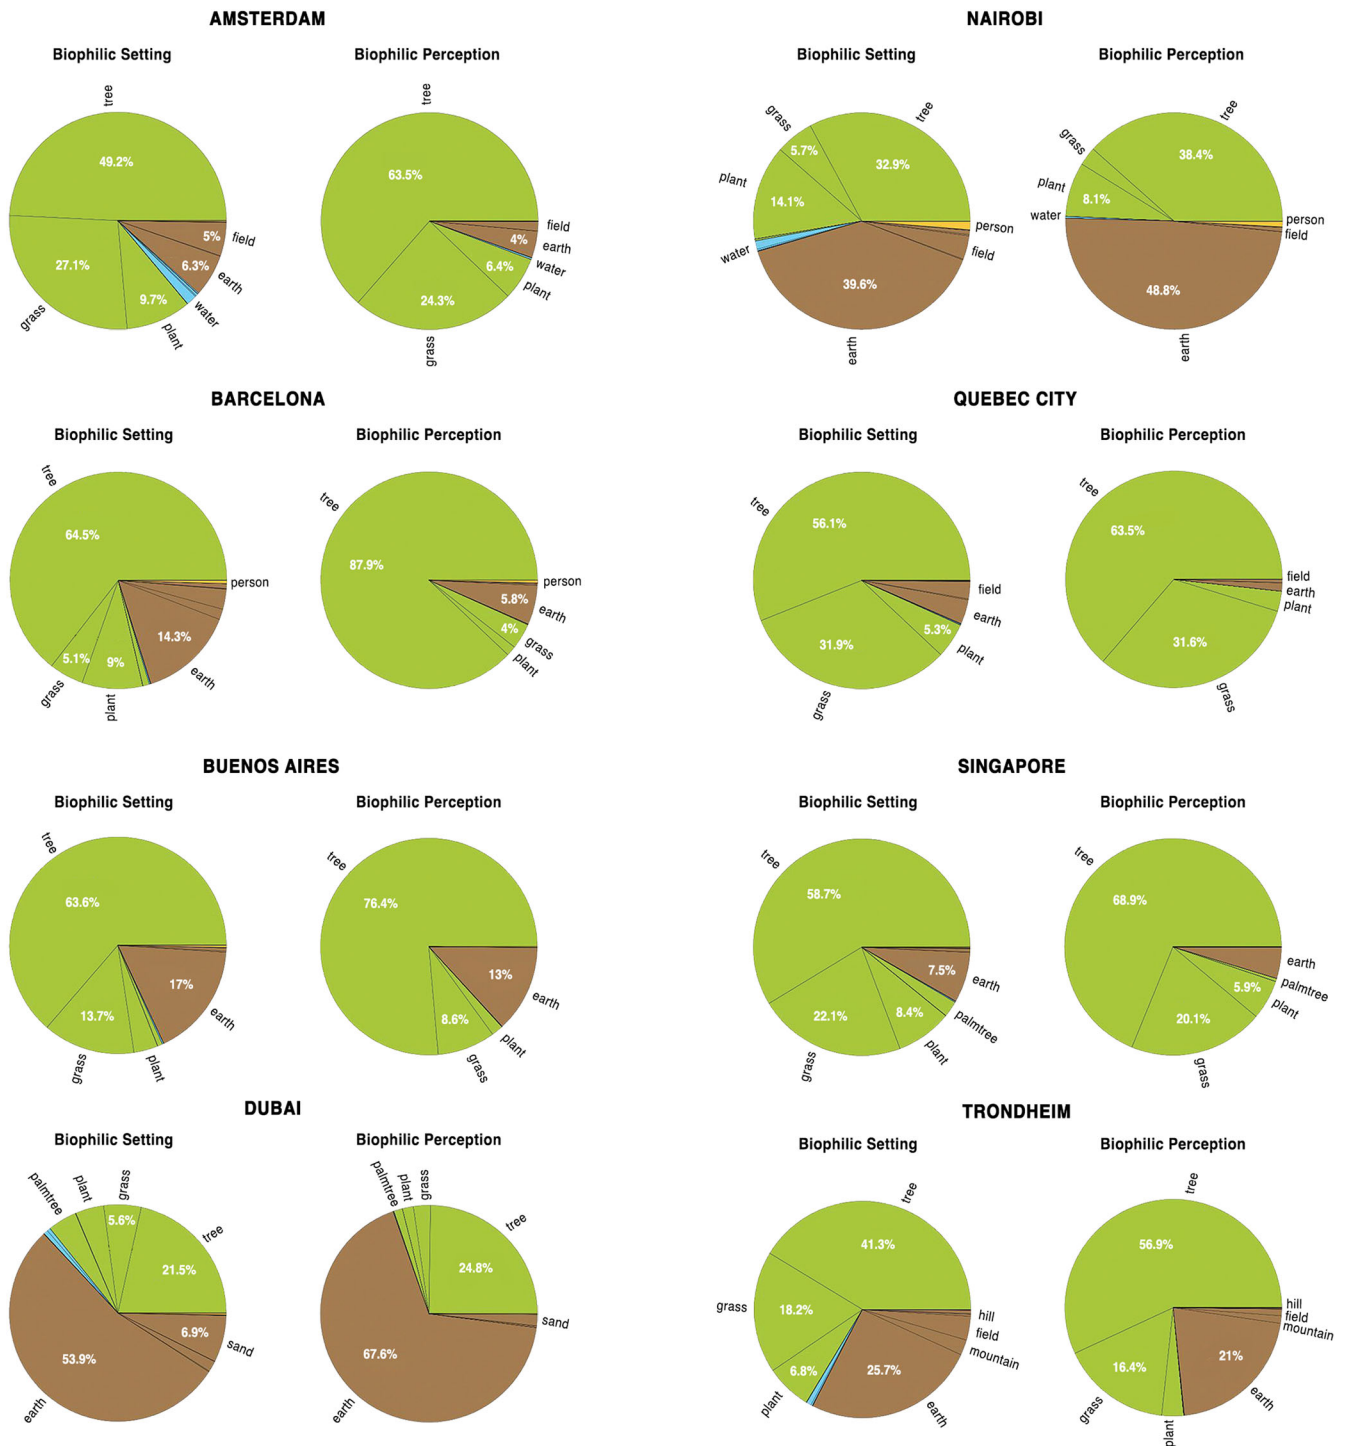 AMSTERDAM
Biophilic Setting
tree
49.2%
27.1%
grass
9.7%
plant
water
6.3%
earth
5%
field
Biophilic Perception
tree
63.5%
24.3%
grass
6.4%
plant
water
4%
earth
field
NAIROBI
Biophilic Setting
tree
32.9%
grass
5.7%
plant
14.1%
water
39.6%
earth
field
person
Biophilic Perception
tree
38.4%
grass
plant
8.1%
water
48.8%
earth
field
person
BARCELONA
Biophilic Setting
tree
64.5%
5.1%
grass
9%
plant
14.3%
earth
person
Biophilic Perception
tree
87.9%
plant
4%
grass
5.8%
earth
person
QUEBEC CITY
Biophilic Setting
tree
56.1%
31.9%
grass
5.3%
plant
earth
field
Biophilic Perception
tree
63.5%
31.6%
grass
plant
earth
field
BUENOS AIRES
Biophilic Setting
tree
63.6%
13.7%
grass
plant
17%
earth
Biophilic Perception
tree
76.4%
8.6%
grass
plant
13%
earth
SINGAPORE
Biophilic Setting
tree
58.7%
22.1%
grass
8.4%
plant
palmtree
7.5%
earth
Biophilic Perception
tree
68.9%
20.1%
grass
5.9%
plant
palmtree
earth
DUBAI
Biophilic Setting
palmtree
plant
grass
5.6%
tree
21.5%
6.9%
sand
53.9%
earth
Biophilic Perception
palmtree
plant
grass
tree
24.8%
sand
67.6%
earth
TRONDHEIM
Biophilic Setting
tree
41.3%
grass
18.2%
6.8%
plant
25.7%
earth
mountain
field
hill
Biophilic Perception
tree
56.9%
16.4%
grass
plant
21%
earth
mountain
field
hill